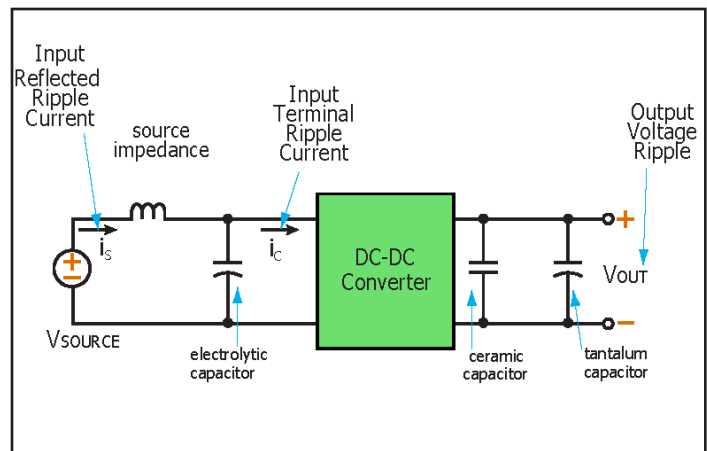 Input
Reflected
Ripple
Current
source
impedance
Input
Terminal
Ripple
Current
Output
Voltage
Ripple
iS
iC
DC-DC
Converter
+
−
+
VOUT
−
VSOURCE
electrolytic
capacitor
ceramic
capacitor
tantalum
capacitor